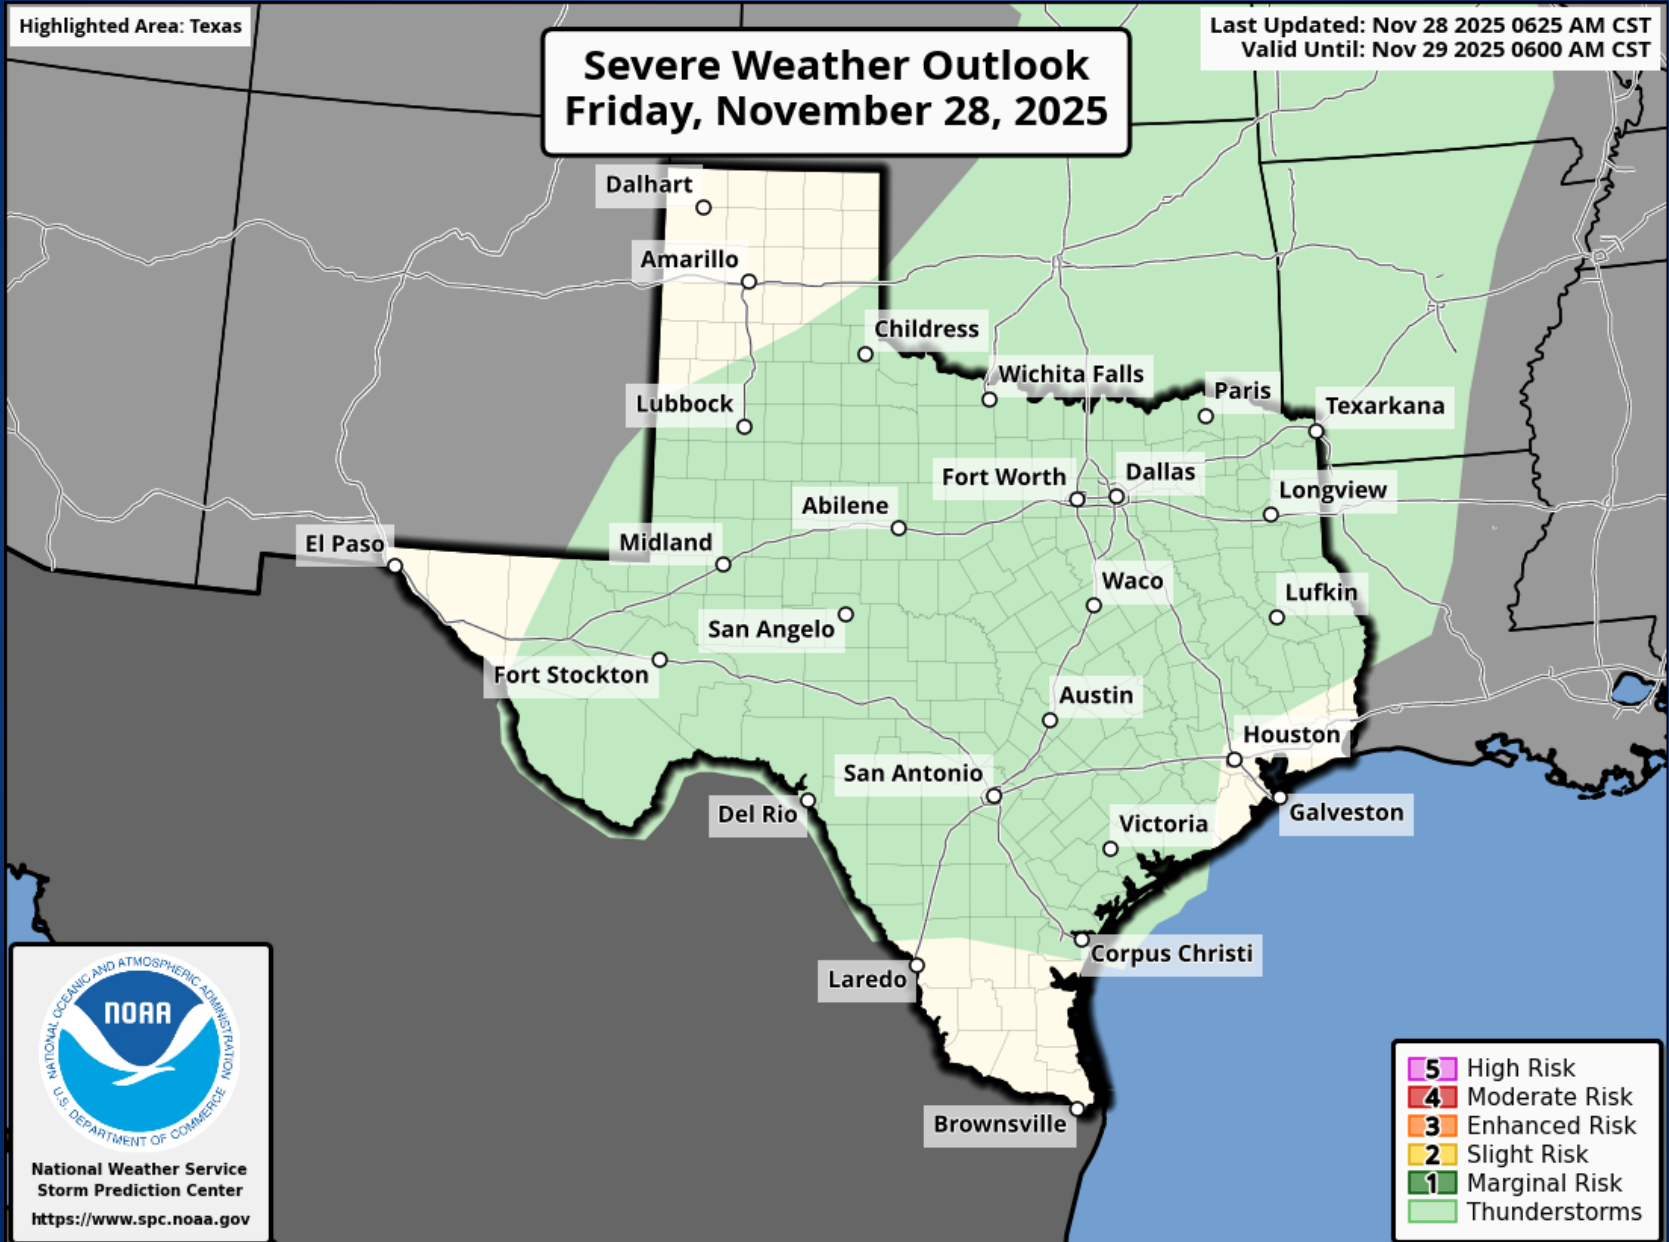 Highlighted Area: Texas
Last Updated: Nov 28 2025 0625 AM CST
Valid Until: Nov 29 2025 0600 AM CST
Severe Weather Outlook
Friday, November 28, 2025
Dalhart
Amarillo
Childress
Wichita Falls
Paris
Lubbock
Texarkana
Fort Worth
Dallas
Longview
Abilene
El Paso
Midland
Waco
Lufkin
San Angelo
Fort Stockton
Austin
Houston
San Antonio
Del Rio
Galveston
Victoria
Corpus Christi
Laredo
Brownsville
NATIONAL OCEANIC AND ATMOSPHERIC ADMINISTRATION
NOAA
U.S. DEPARTMENT OF COMMERCE
National Weather Service
Storm Prediction Center
https://www.spc.noaa.gov
5 High Risk
4 Moderate Risk
3 Enhanced Risk
2 Slight Risk
1 Marginal Risk
Thunderstorms